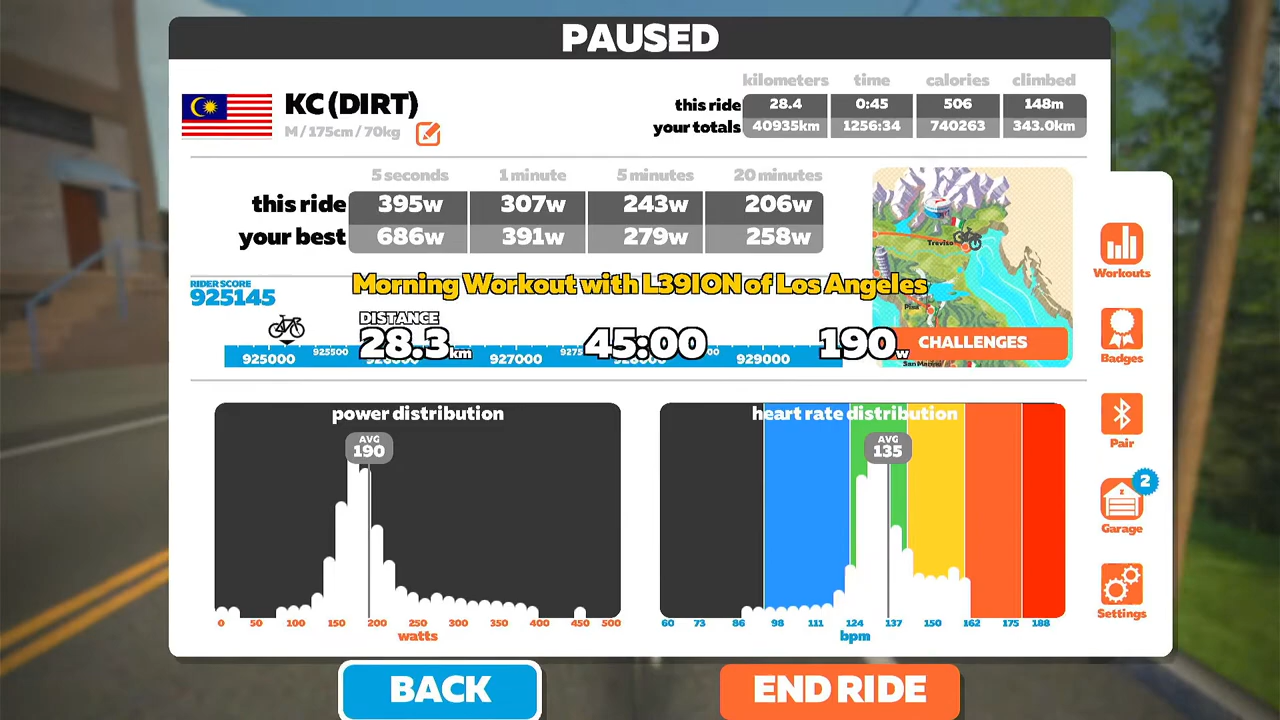 PAUSED
KC (DIRT)
M / 175cm / 70kg
kilometers time calories climbed
this ride 28.4 0:45 506 148m
your totals 40935km 1256:34 740263 343.0km
5 seconds 1 minute 5 minutes 20 minutes
this ride 395w 307w 243w 206w
your best 686w 391w 279w 258w
Treviso
RIDER SCORE
925145
Morning Workout with L39ION of Los Angeles
DISTANCE
28.3km 45:00 190w
925000 925500 927000 929000
CHALLENGES
Workouts
Badges
Pair
2
Garage
Settings
power distribution
AVG
190
0 50 100 150 200 250 300 350 400 450 500
watts
heart rate distribution
AVG
135
60 73 86 98 111 124 137 150 162 175 188
bpm
BACK
END RIDE